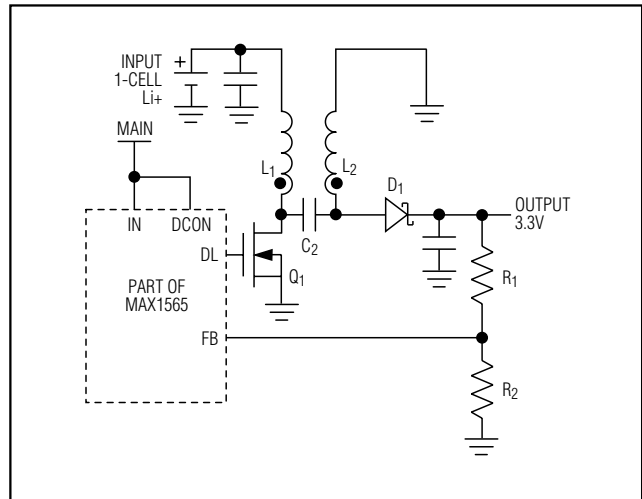 INPUT
1-CELL
Li+
+
MAIN
L1
L2
D1
OUTPUT
3.3V
IN
DCON
C2
R1
DL
Q1
PART OF
MAX1565
FB
R2